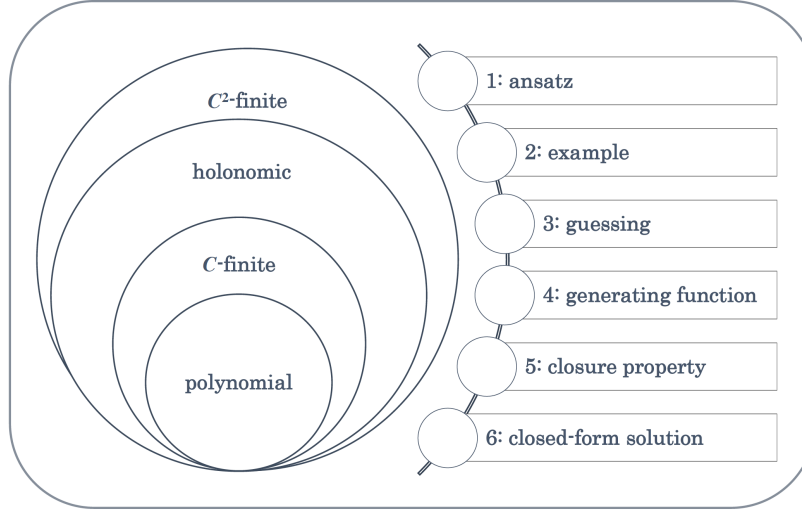 C²-finite
holonomic
C-finite
polynomial
1: ansatz
2: example
3: guessing
4: generating function
5: closure property
6: closed-form solution